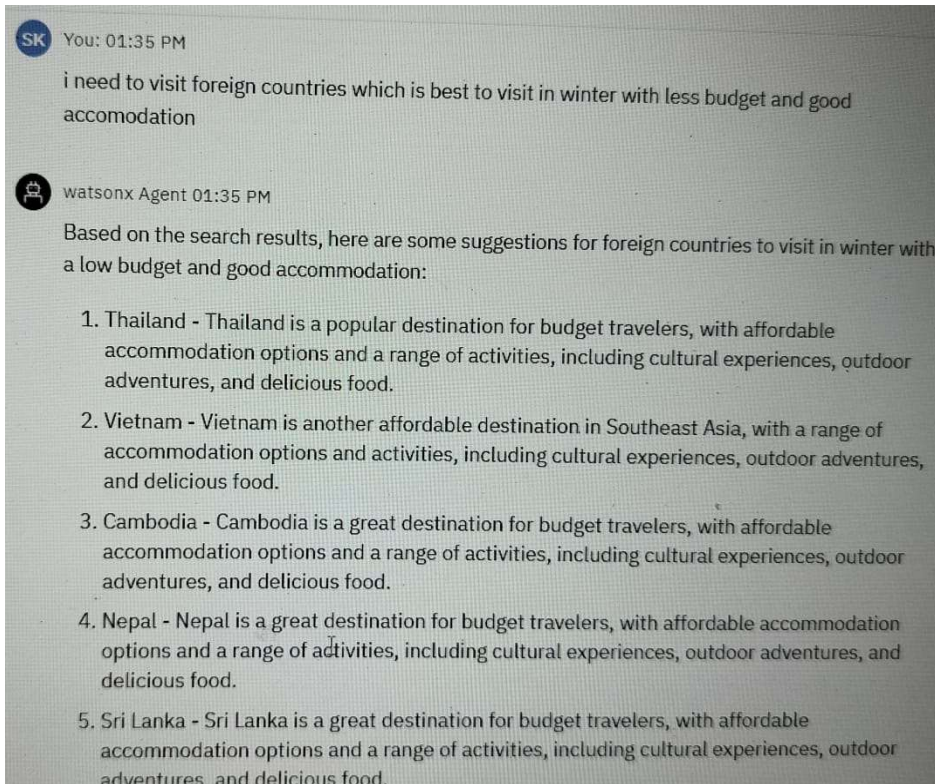 SK You: 01:35 PM
i need to visit foreign countries which is best to visit in winter with less budget and good
accomodation
watsonx Agent 01:35 PM
Based on the search results, here are some suggestions for foreign countries to visit in winter with
a low budget and good accommodation:
1. Thailand - Thailand is a popular destination for budget travelers, with affordable
accommodation options and a range of activities, including cultural experiences, outdoor
adventures, and delicious food.
2. Vietnam - Vietnam is another affordable destination in Southeast Asia, with a range of
accommodation options and activities, including cultural experiences, outdoor adventures,
and delicious food.
3. Cambodia - Cambodia is a great destination for budget travelers, with affordable
accommodation options and a range of activities, including cultural experiences, outdoor
adventures, and delicious food.
4. Nepal - Nepal is a great destination for budget travelers, with affordable accommodation
options and a range of activities, including cultural experiences, outdoor adventures, and
delicious food.
5. Sri Lanka - Sri Lanka is a great destination for budget travelers, with affordable
accommodation options and a range of activities, including cultural experiences, outdoor
adventures, and delicious food.